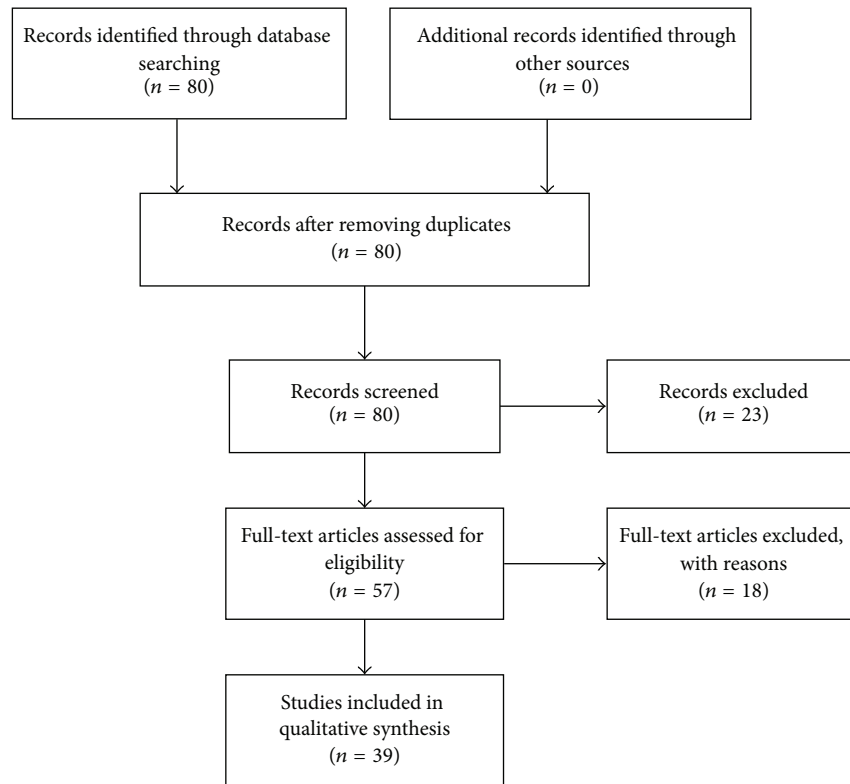 Records identified through database
searching
(n = 80)
Additional records identified through
other sources
(n = 0)
Records after removing duplicates
(n = 80)
Records screened
(n = 80)
Records excluded
(n = 23)
Full-text articles assessed for
eligibility
(n = 57)
Full-text articles excluded,
with reasons
(n = 18)
Studies included in
qualitative synthesis
(n = 39)